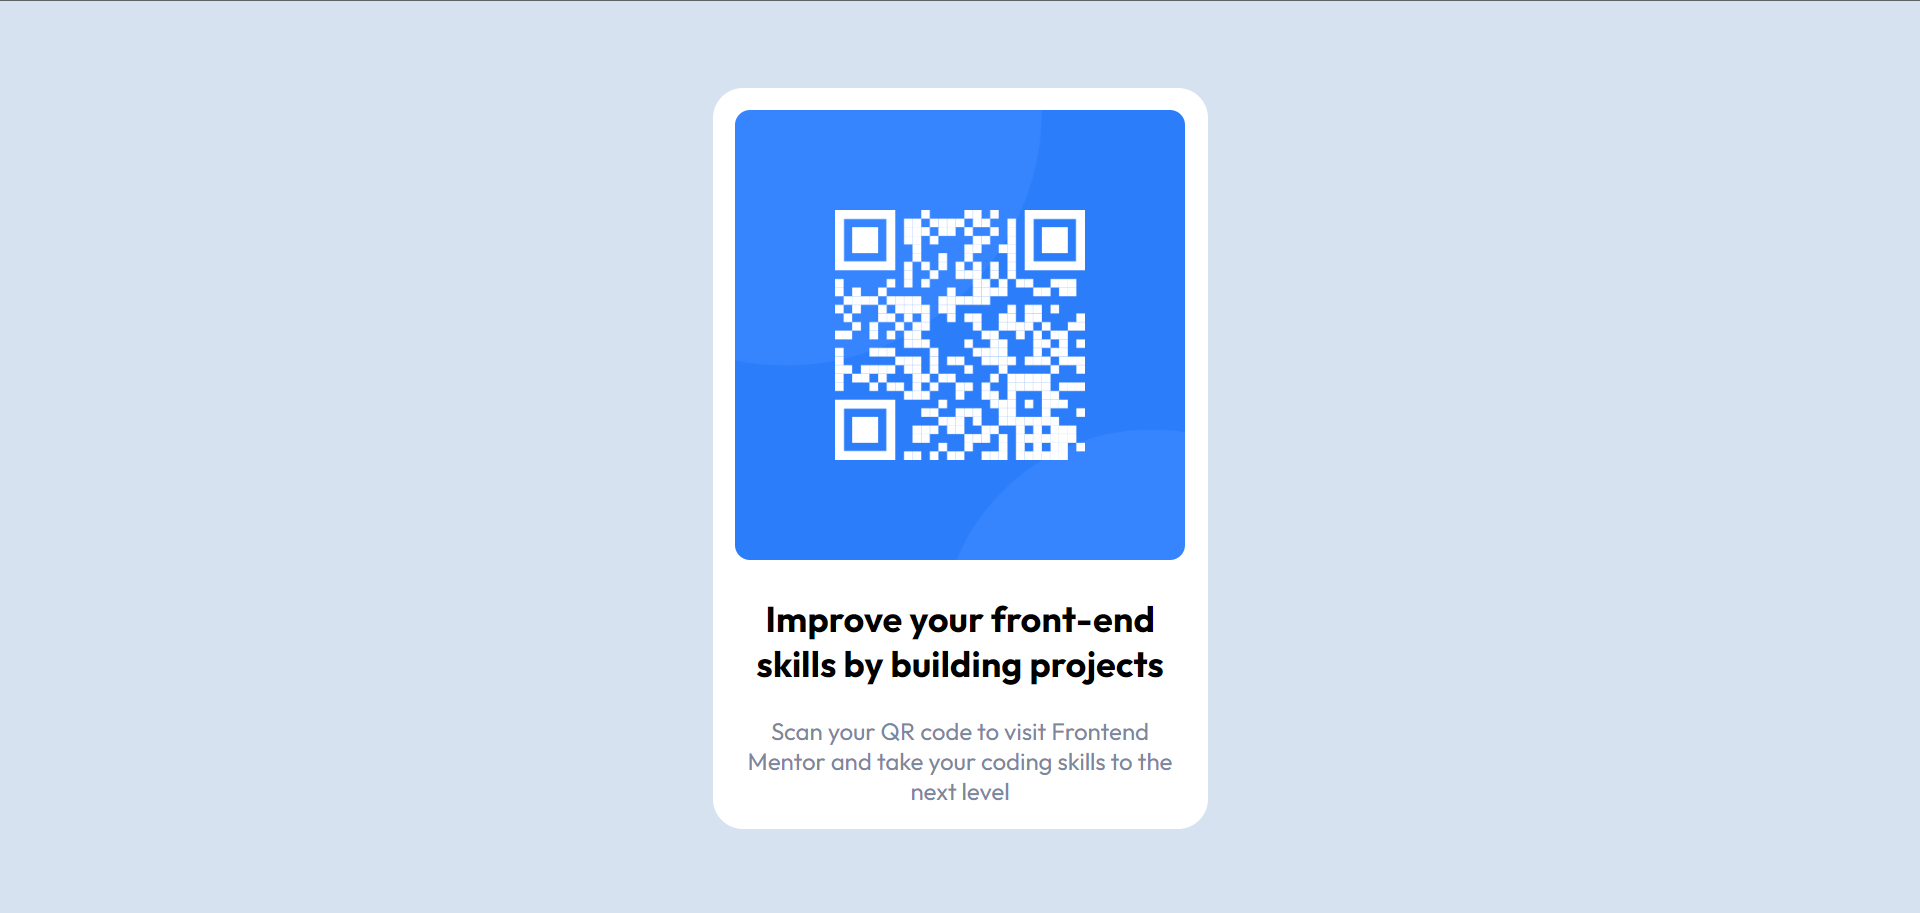 Improve your front-end
skills by building projects
Scan your QR code to visit Frontend
Mentor and take your coding skills to the
next level